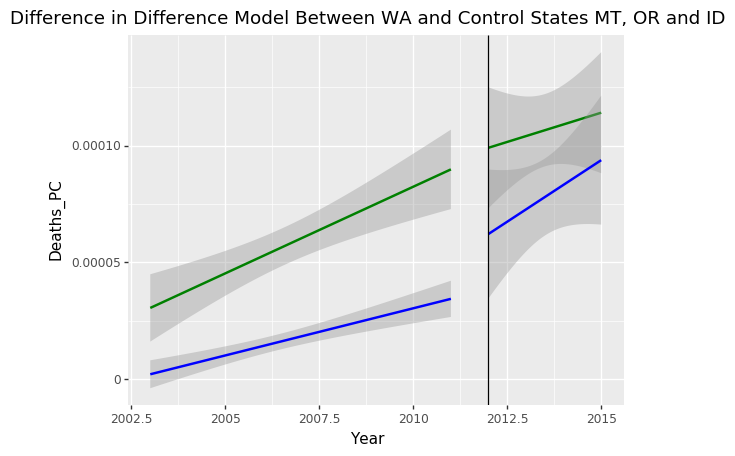 Difference in Difference Model Between WA and Control States MT, OR and ID
Deaths_PC
0.00010
0.00005
0
2002.5 2005 2007.5 2010 2012.5 2015
Year